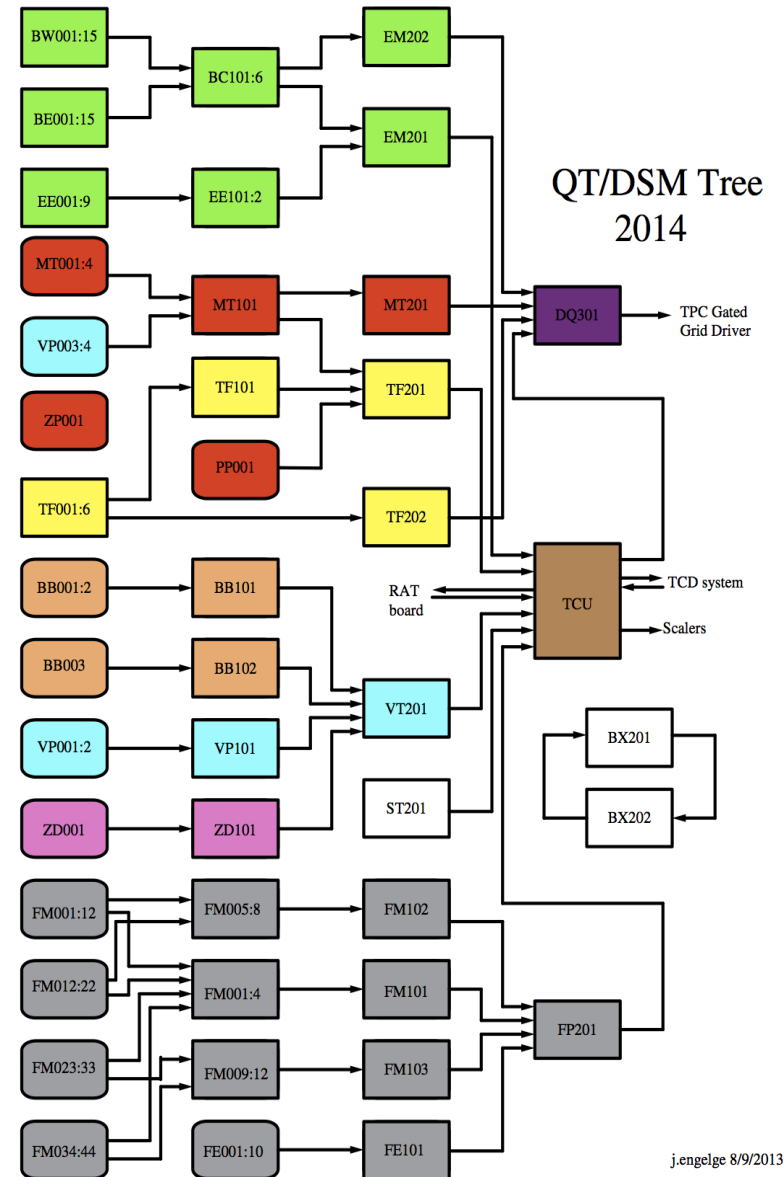 BW001:15
BC101:6
EM202
BE001:15
EM201
QT/DSM Tree
2014
EE001:9
EE101:2
MT001:4
MT101
MT201
DQ301
TPC Gated
Grid Driver
VP003:4
TF101
TF201
ZP001
PP001
TF001:6
TF202
BB001:2
BB101
RAT
board
TCU
TCD system
Scalers
BB003
BB102
VT201
BX201
VP001:2
VP101
ST201
BX202
ZD001
ZD101
FM001:12
FM005:8
FM102
FM012:22
FM001:4
FM101
FP201
FM023:33
FM009:12
FM103
FM034:44
FE001:10
FE101
j.engelge 8/9/2013